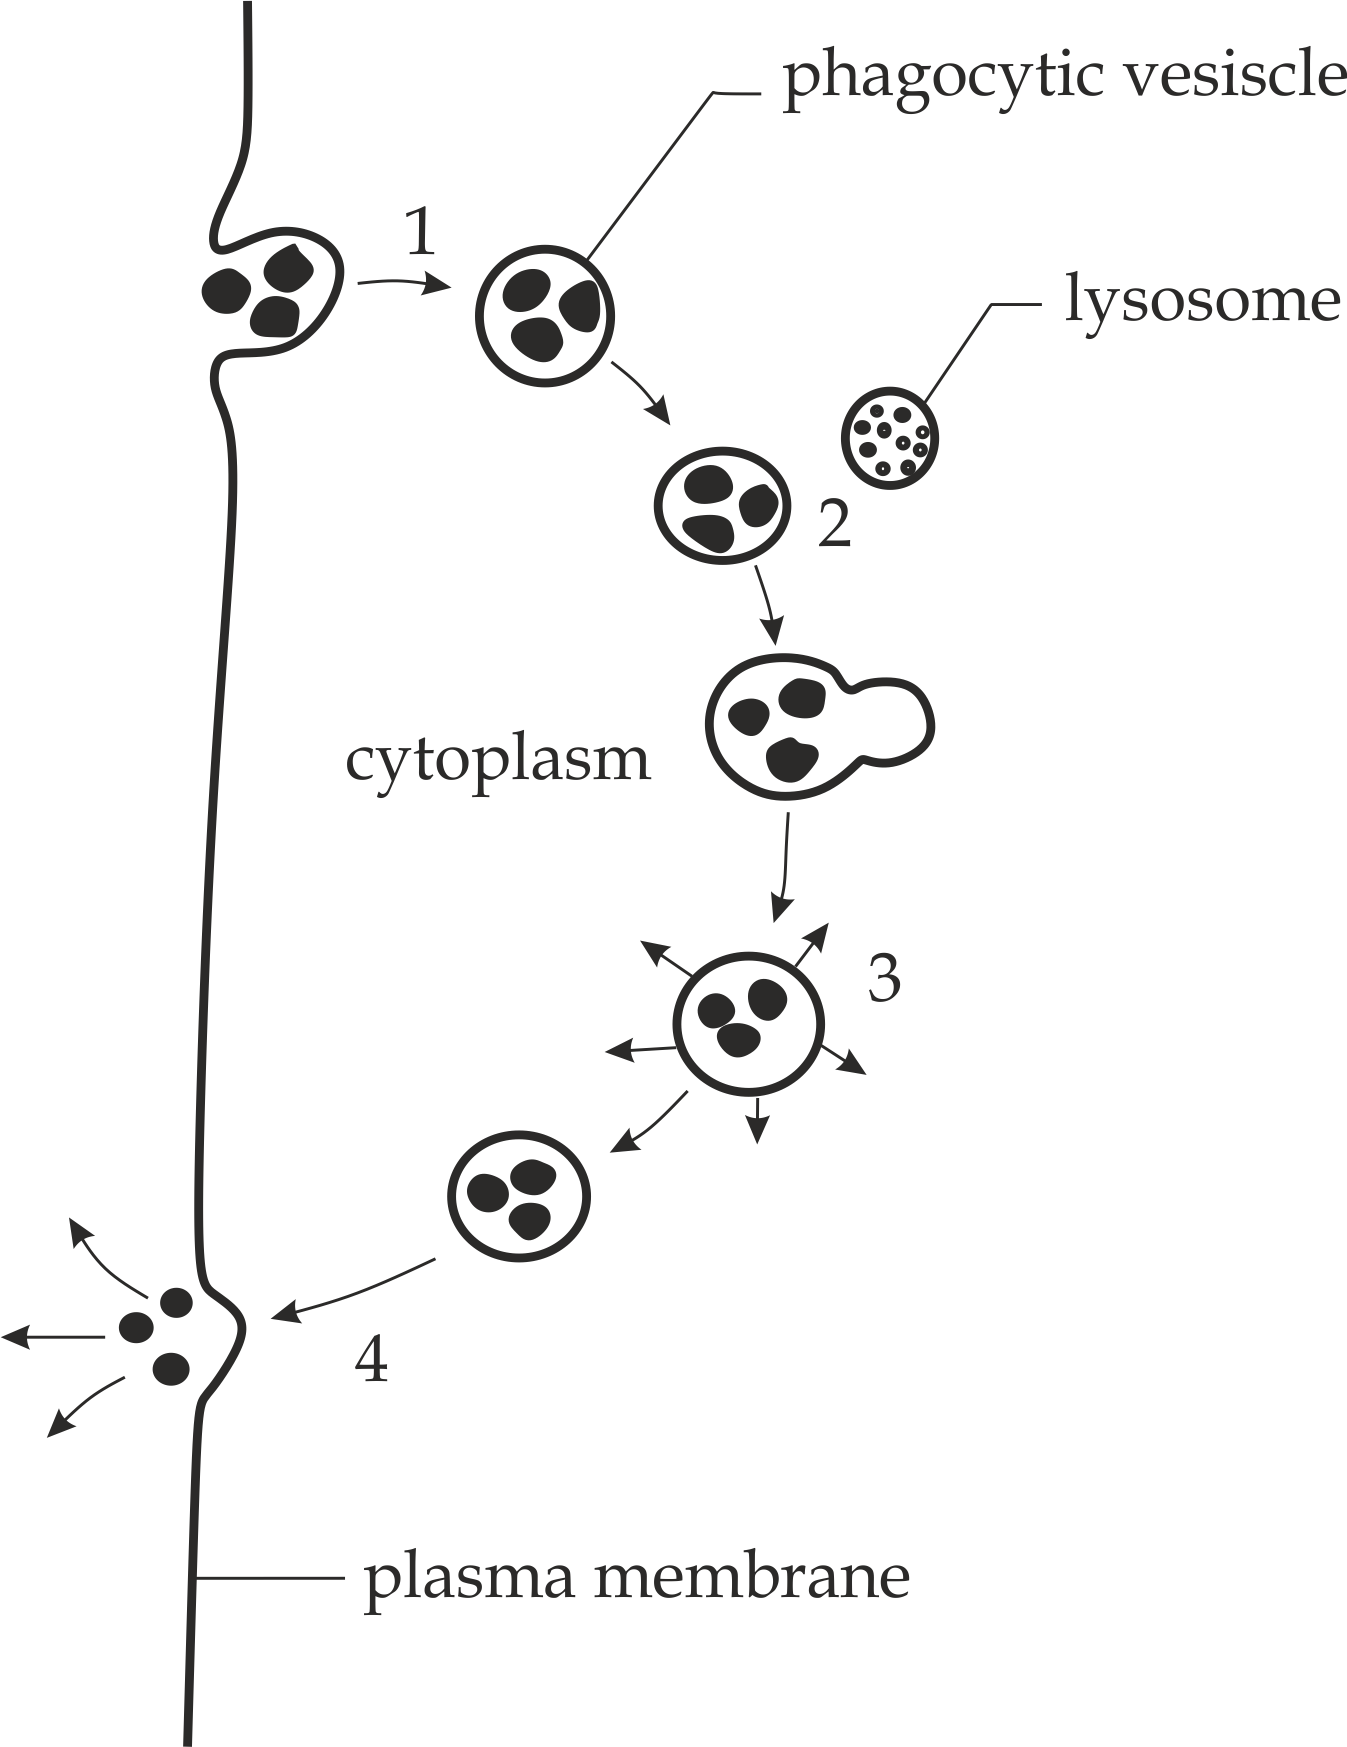 phagocytic vesiscle
1
lysosome
2
cytoplasm
3
4
plasma membrane